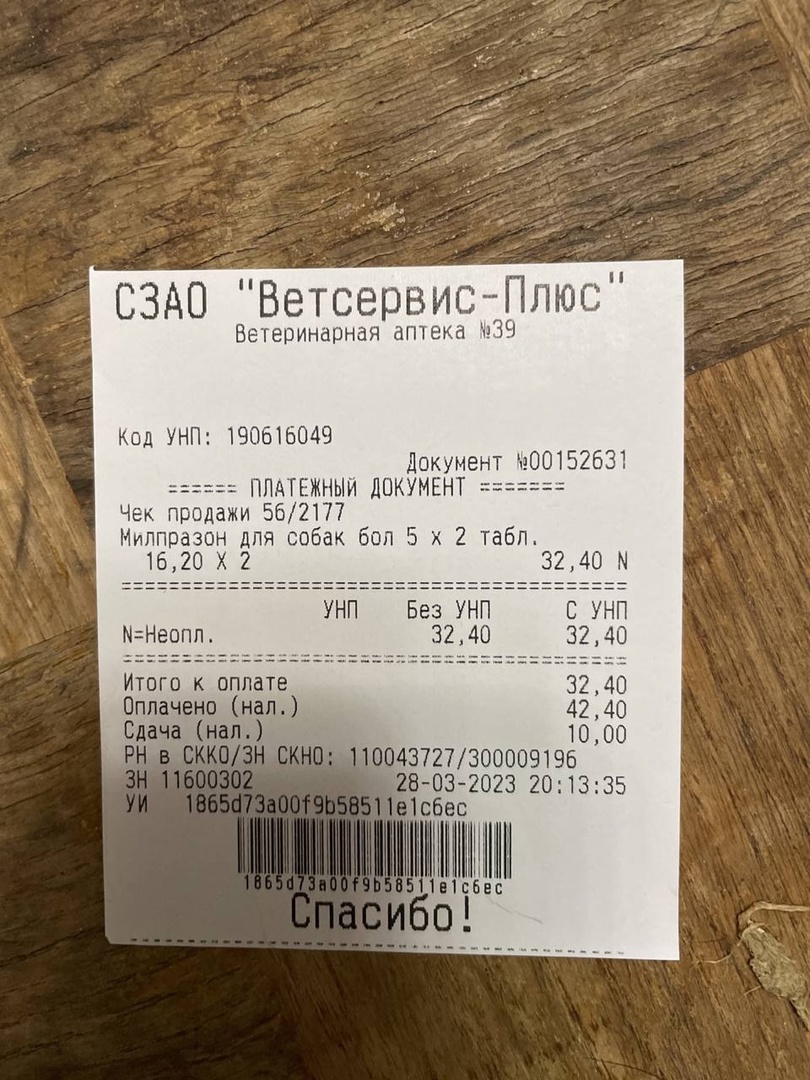 СЗАО "Ветсервис-Плюс"
Ветеринарная аптека №39
Код УНП: 190616049
Документ №00152631
====== ПЛАТЕЖНЫЙ ДОКУМЕНТ =======
Чек продажи 56/2177
Милпразон для собак бол 5 х 2 табл.
16,20 X 2 32,40 N
УНП Без УНП С УНП
N=Неопл. 32,40 32,40
Итого к оплате 32,40
Оплачено (нал.) 42,40
Сдача (нал.) 10,00
РН в СККО/ЗН СКНО: 110043727/300009196
ЗН 11600302 28-03-2023 20:13:35
УИ 1865d73a00f9b58511e1c6ec
1865d73a00f9b58511e1c6ec
Спасибо!